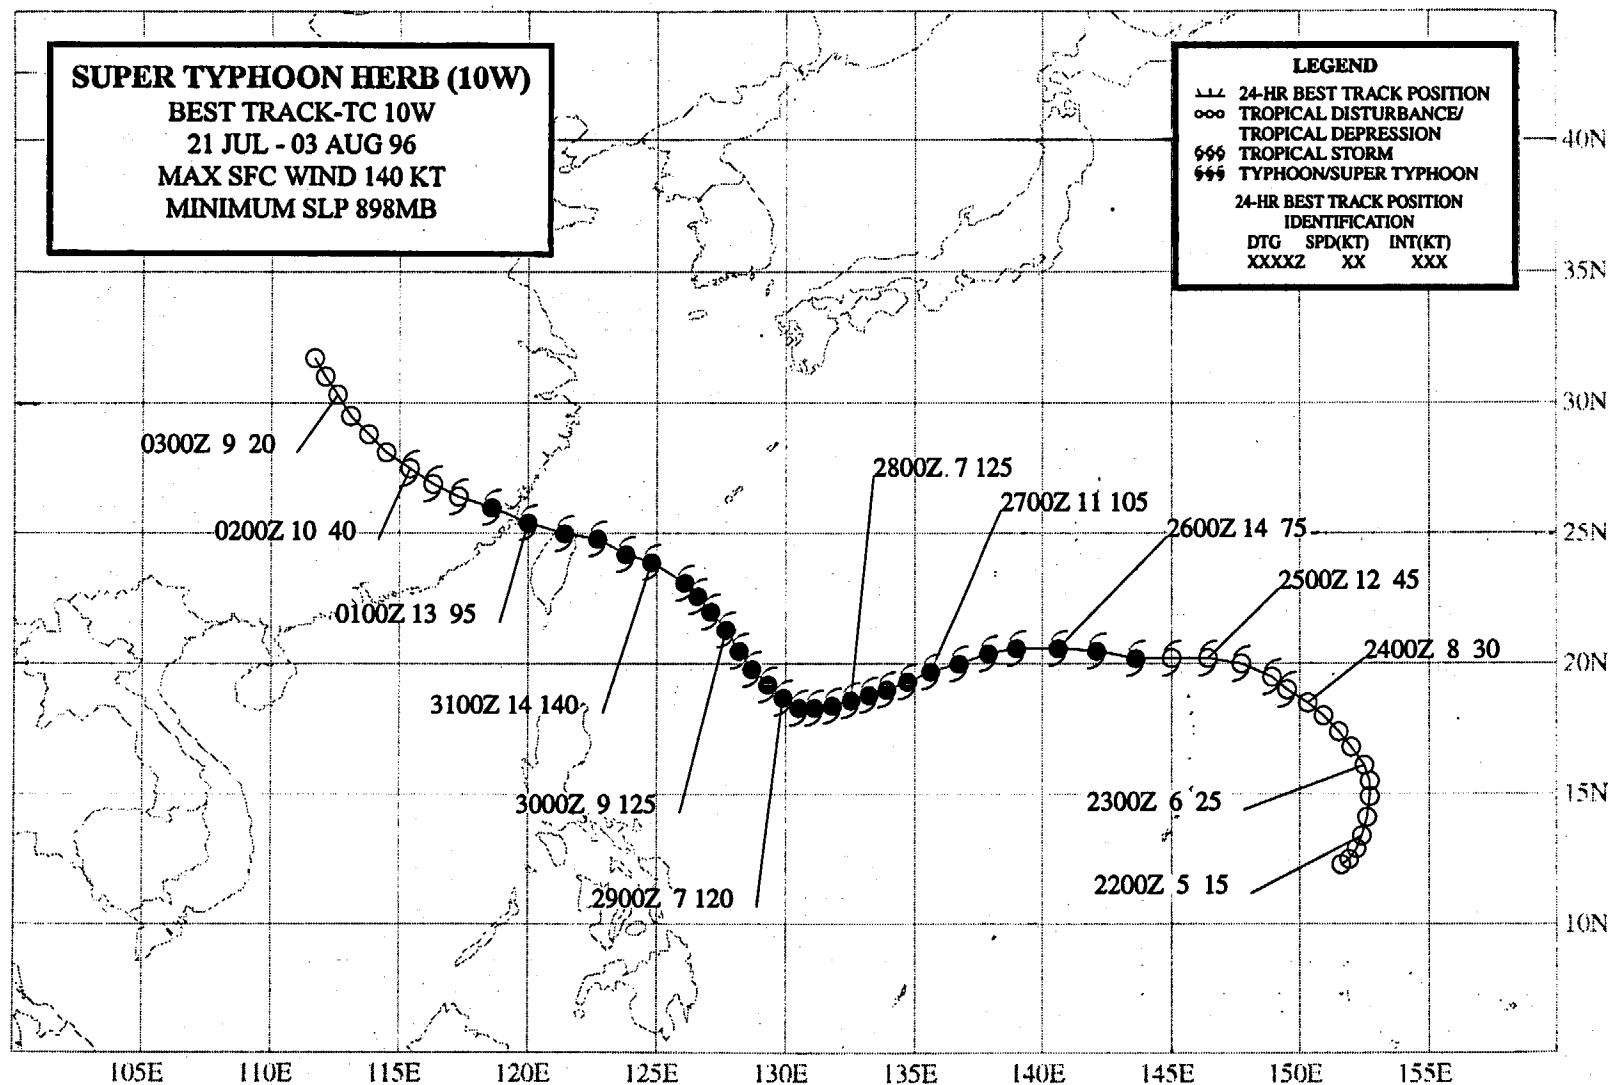 SUPER TYPHOON HERB (10W)
BEST TRACK-TC 10W
21 JUL - 03 AUG 96
MAX SFC WIND 140 KT
MINIMUM SLP 898MB
LEGEND
24-HR BEST TRACK POSITION
TROPICAL DISTURBANCE/
TROPICAL DEPRESSION
TROPICAL STORM
TYPHOON/SUPER TYPHOON
24-HR BEST TRACK POSITION
IDENTIFICATION
DTG SPD(KT) INT(KT)
XXXXZ XX XXX
40N
35N
30N
25N
20N
15N
10N
0300Z 9 20
0200Z 10 40
0100Z 13 95
3100Z 14 140
3000Z 9 125
2900Z 7 120
2800Z. 7 125
2700Z 11 105
2600Z 14 75
2500Z 12 45
2400Z 8 30
2300Z 6 25
2200Z 5 15
105E 110E 115E 120E 125E 130E 135E 140E 145E 150E 155E